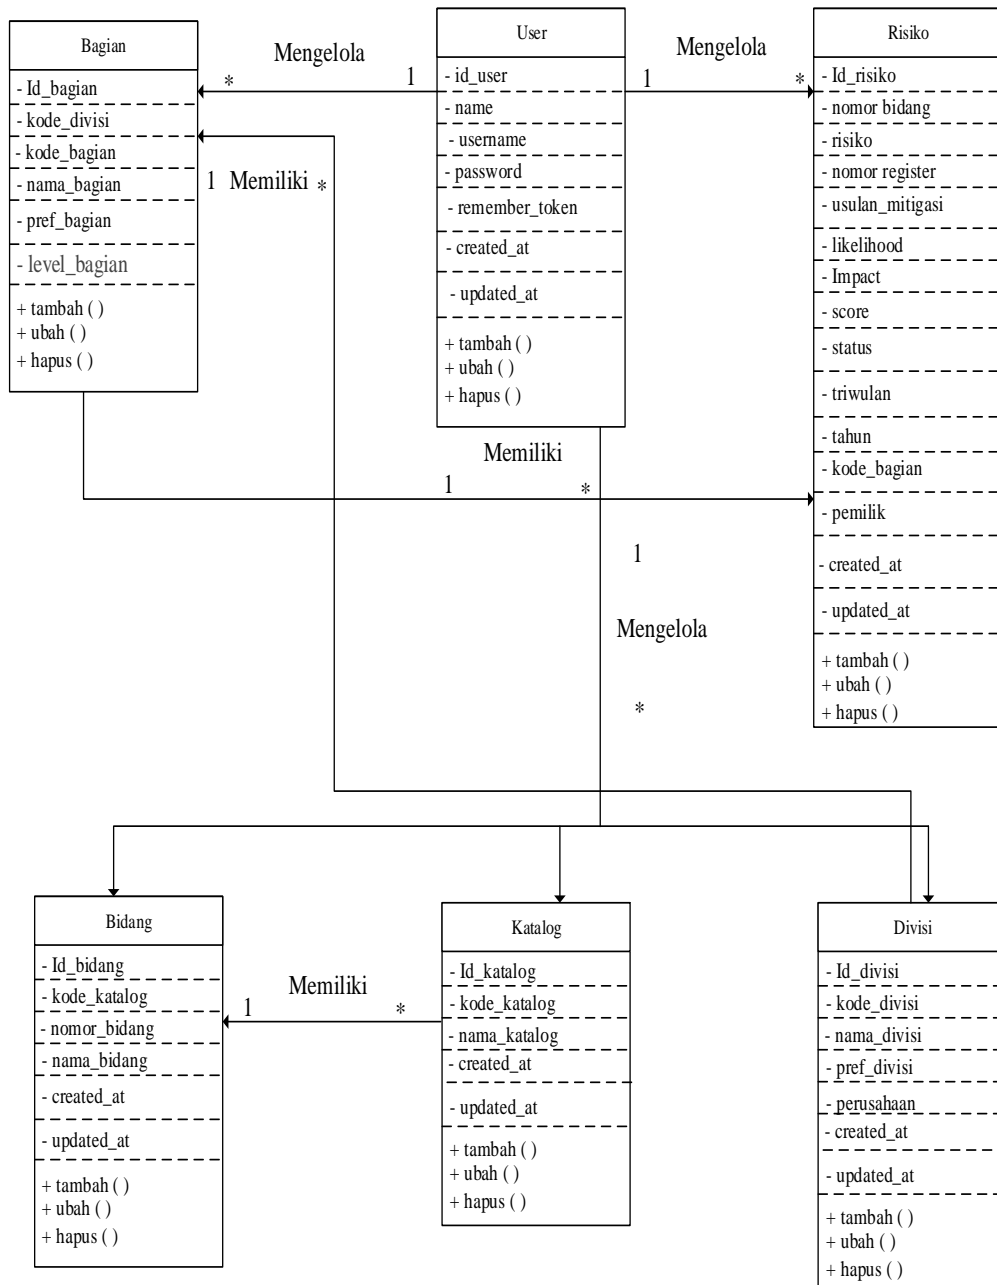 Bagian
- Id_bagian
- kode_divisi
- kode_bagian
- nama_bagian
- pref_bagian
- level_bagian
+ tambah ( )
+ ubah ( )
+ hapus ( )
Mengelola
* 1
User
- id_user
- name
- username
- password
- remember_token
- created_at
- updated_at
+ tambah ( )
+ ubah ( )
+ hapus ( )
Mengelola
1 *
Risiko
- Id_risiko
- nomor bidang
- risiko
- nomor register
- usulan_mitigasi
- likelihood
- Impact
- score
- status
- triwulan
- tahun
- kode_bagian
- pemilik
- created_at
- updated_at
+ tambah ( )
+ ubah ( )
+ hapus ( )
1 Memiliki *
Memiliki
1 *
1
Mengelola
*
Bidang
- Id_bidang
- kode_katalog
- nomor_bidang
- nama_bidang
- created_at
- updated_at
+ tambah ( )
+ ubah ( )
+ hapus ( )
Memiliki
1 *
Katalog
- Id_katalog
- kode_katalog
- nama_katalog
- created_at
- updated_at
+ tambah ( )
+ ubah ( )
+ hapus ( )
Divisi
- Id_divisi
- kode_divisi
- nama_divisi
- pref_divisi
- perusahaan
- created_at
- updated_at
+ tambah ( )
+ ubah ( )
+ hapus ( )